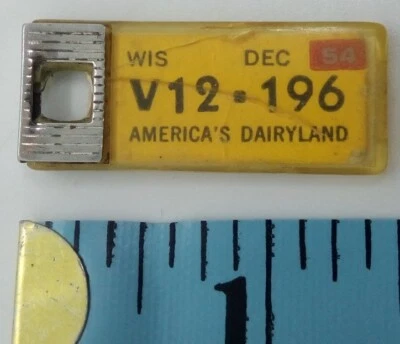 WIS DEC 54
V12-196
AMERICA'S DAIRYLAND
1